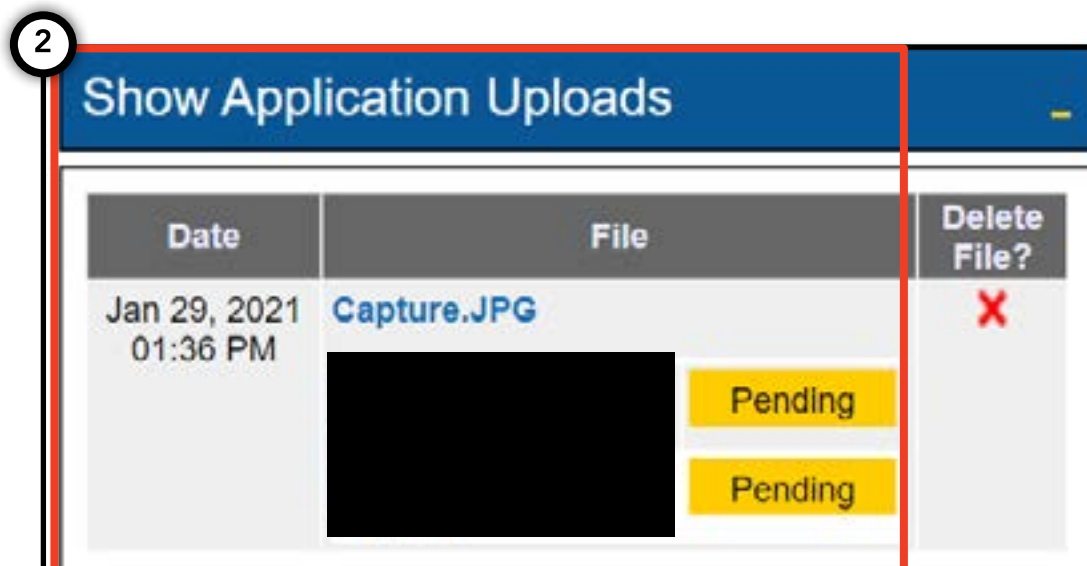 2
Show Application Uploads
Date
File
Delete
File?
Jan 29, 2021
01:36 PM
Capture.JPG
Pending
Pending